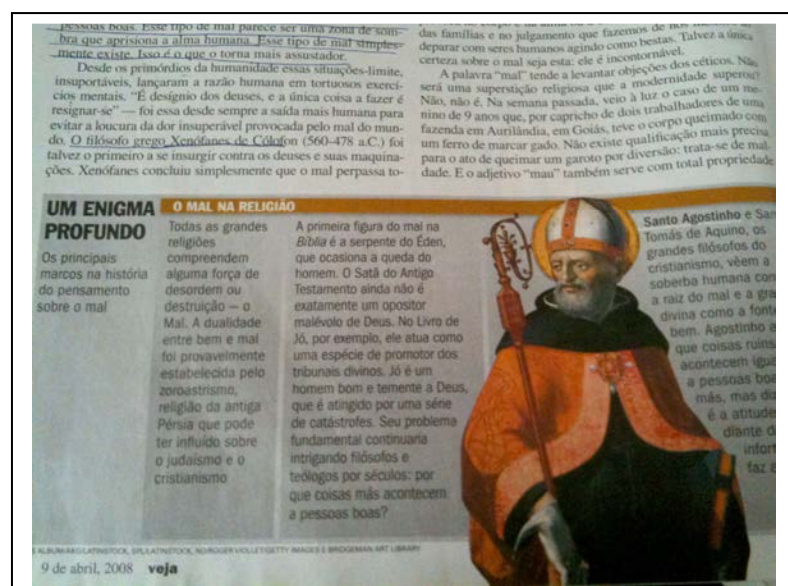 pessoas boas. Esse tipo de mal parece ser uma zona de som-
bra que aprisiona a alma humana. Esse tipo de mal simples-
mente existe. Isso é o que o torna mais assustador.
Desde os primórdios da humanidade essas situações-limite,
insuportáveis, lançaram a razão humana em tortuosos exercí-
cios mentais. “É desígnio dos deuses, e a única coisa a fazer é
resignar-se” — foi essa desde sempre a saída mais humana para
evitar a loucura da dor insuperável provocada pelo mal do mun-
do. O filósofo grego Xenófanes de Cólofon (560-478 a.C.) foi
talvez o primeiro a se insurgir contra os deuses e suas maquina-
ções. Xenófanes concluiu simplesmente que o mal perpassa to-
das famílias e no julgamento que fazemos de nós
deparar com seres humanos agindo como bestas. Talvez a única
certeza sobre o mal seja esta: ele é incontornável.
A palavra “mal” tende a levantar objeções dos céticos. Não
será uma superstição religiosa que a modernidade superou?
Não, não é. Na semana passada, veio à luz o caso de um me-
nino de 9 anos que, por capricho de dois trabalhadores de uma
fazenda em Aurilândia, em Goiás, teve o corpo queimado com
um ferro de marcar gado. Não existe qualificação mais precisa
para o ato de queimar um garoto por diversão: trata-se de mal-
dade. E o adjetivo “mau” também serve com total propriedade
UM ENIGMA
PROFUNDO
Os principais
marcos na história
do pensamento
sobre o mal
O MAL NA RELIGIÃO
Todas as grandes
religiões
compreendem
alguma força de
desordem ou
destruição — o
Mal. A dualidade
entre bem e mal
foi provavelmente
estabelecida pelo
zoroastrismo,
religião da antiga
Pérsia que pode
ter influído sobre
o judaísmo e o
cristianismo
A primeira figura do mal na
Bíblia é a serpente do Éden,
que ocasiona a queda do
homem. O Satã do Antigo
Testamento ainda não é
exatamente um opositor
malévolo de Deus. No Livro de
Jó, por exemplo, ele atua como
uma espécie de promotor dos
tribunais divinos. Jó é um
homem bom e temente a Deus,
que é atingido por uma série
de catástrofes. Seu problema
fundamental continuaria
intrigando filósofos e
teólogos por séculos: por
que coisas más acontecem
a pessoas boas?
Santo Agostinho e San
Tomás de Aquino, os
grandes filósofos do
cristianismo, vêem a
soberba humana com
a raiz do mal e a gra
divina como a fonte
bem. Agostinho a
que coisas ruins
acontecem igua
a pessoas boa
más, mas diz
é a atitude
diante da
infor
faz a
9 de abril, 2008 veja